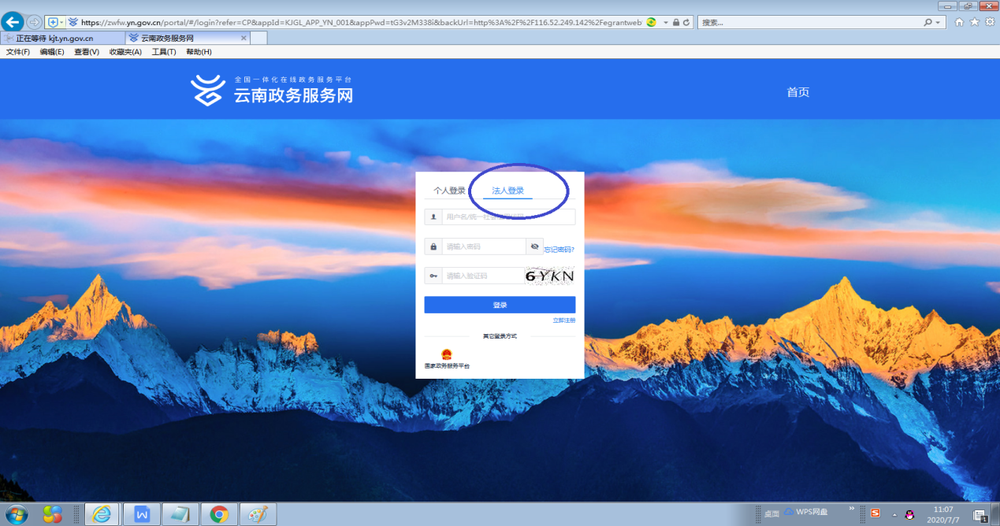 https://zwfw.yn.gov.cn/portal/#/login?refer=CP&appId=KJGL_APP_YN_001&appPwd=tG3v2M338i&backUrl=http%3A%2F%2F116.52.249.142%2Fegrantweb
搜索...
正在等待 kjt.yn.gov.cn
云南政务服务网
文件(F) 编辑(E) 查看(V) 收藏夹(A) 工具(T) 帮助(H)
全国一体化在线政务服务平台
云南政务服务网
首页
个人登录
法人登录
用户名/统一社
请输入密码
忘记密码?
请输入验证码
6YKN
登录
立即注册
其它登录方式
国家政务服务平台
桌面
WPS网盘
11:07
2020/7/7